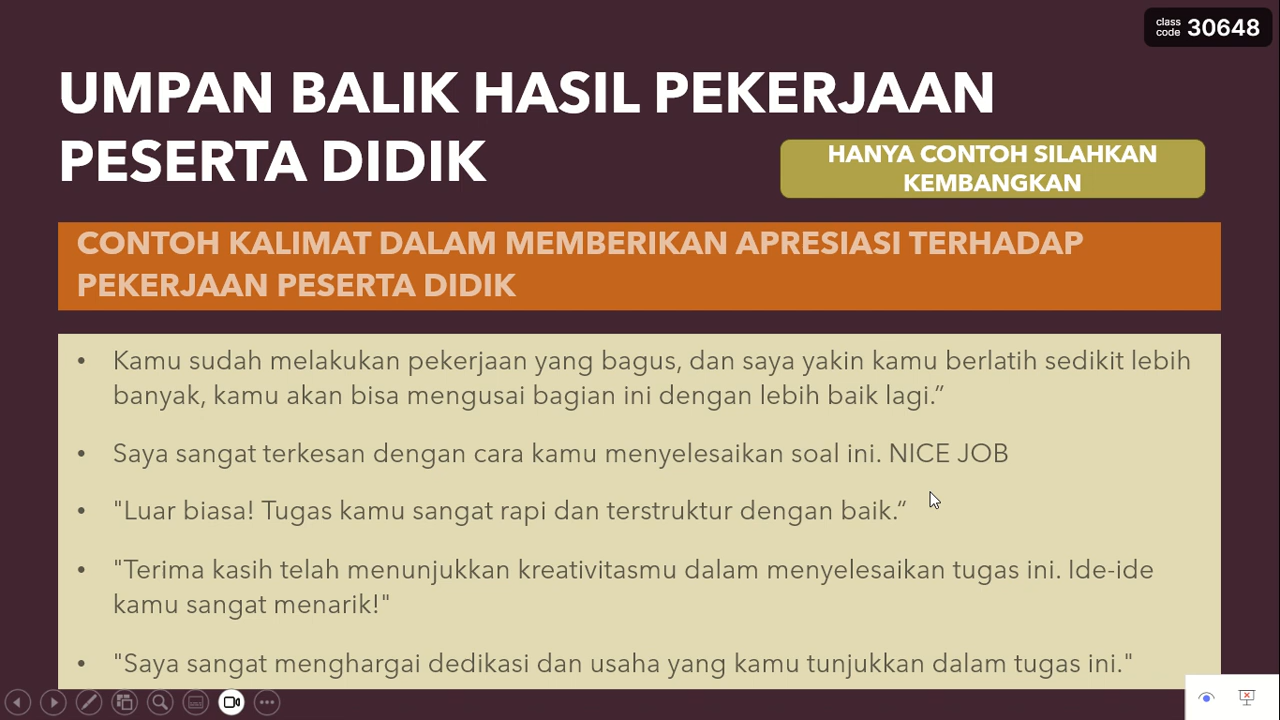 class
code 30648
UMPAN BALIK HASIL PEKERJAAN
PESERTA DIDIK
HANYA CONTOH SILAHKAN
KEMBANGKAN
CONTOH KALIMAT DALAM MEMBERIKAN APRESIASI TERHADAP
PEKERJAAN PESERTA DIDIK
• Kamu sudah melakukan pekerjaan yang bagus, dan saya yakin kamu berlatih sedikit lebih
banyak, kamu akan bisa mengusai bagian ini dengan lebih baik lagi.”
• Saya sangat terkesan dengan cara kamu menyelesaikan soal ini. NICE JOB
• "Luar biasa! Tugas kamu sangat rapi dan terstruktur dengan baik.“
• "Terima kasih telah menunjukkan kreativitasmu dalam menyelesaikan tugas ini. Ide-ide
kamu sangat menarik!"
• "Saya sangat menghargai dedikasi dan usaha yang kamu tunjukkan dalam tugas ini."